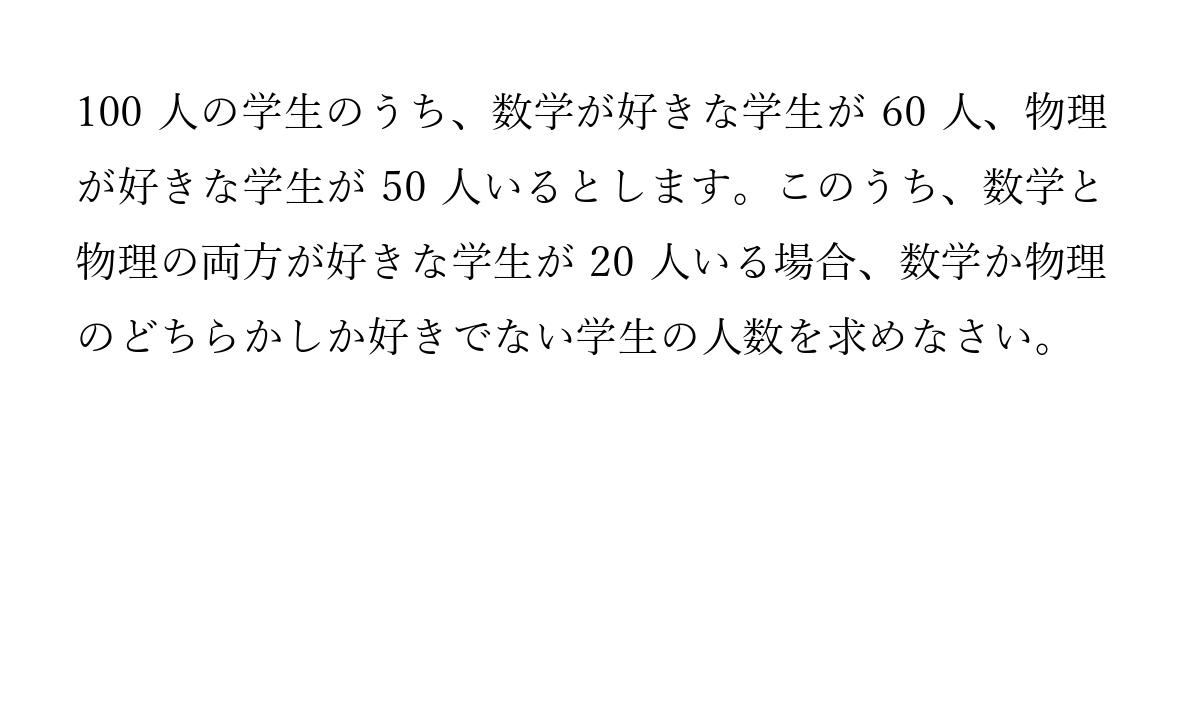 100 人の学生のうち、数学が好きな学生が 60 人、物理
が好きな学生が 50 人いるとします。このうち、数学と
物理の両方が好きな学生が 20 人いる場合、数学か物理
のどちらかしか好きでない学生の人数を求めなさい。